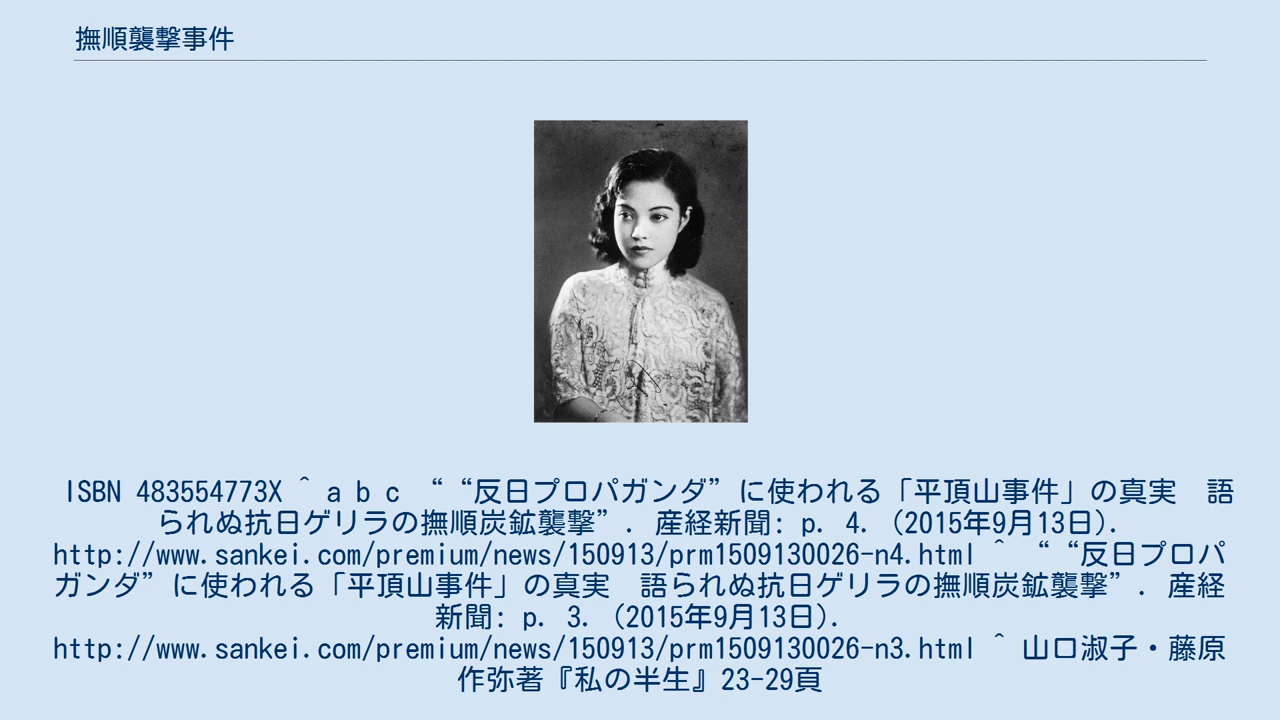 撫順襲撃事件
ISBN 483554773X ^ a b c “ “反日プロパガンダ” に使われる「平頂山事件」の真実　語
られぬ抗日ゲリラの撫順炭鉱襲撃” . 産経新聞: p. 4. (2015年9月13日).
http://www.sankei.com/premium/news/150913/prm1509130026-n4.html ^ “ “反日プロパ
ガンダ” に使われる「平頂山事件」の真実　語られぬ抗日ゲリラの撫順炭鉱襲撃” . 産経
新聞: p. 3. (2015年9月13日).
http://www.sankei.com/premium/news/150913/prm1509130026-n3.html ^ 山口淑子・藤原
作弥著『私の半生』23-29頁